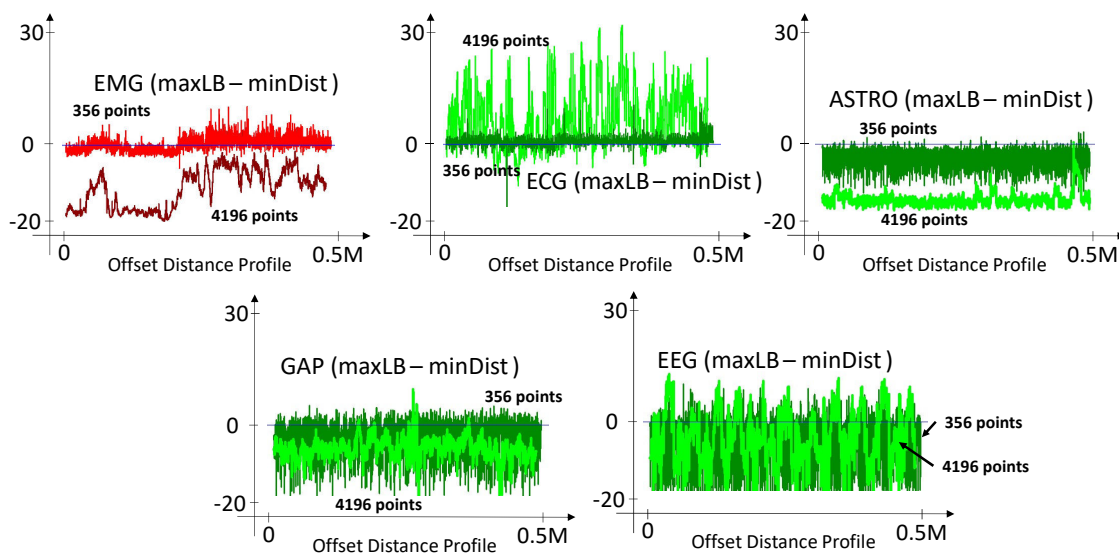 30
EMG (maxLB – minDist )
356 points
0
4196 points
-20
0
0.5M
Offset Distance Profile
30
4196 points
0
356 points
ECG (maxLB – minDist)
-20
0
0.5M
Offset Distance Profile
30
ASTRO (maxLB – minDist)
356 points
0
4196 points
-20
0
0.5M
Offset Distance Profile
30
GAP (maxLB – minDist )
356 points
0
4196 points
-20
0
0.5M
Offset Distance Profile
30
EEG (maxLB – minDist )
0
356 points
4196 points
-20
0
0.5M
Offset Distance Profile